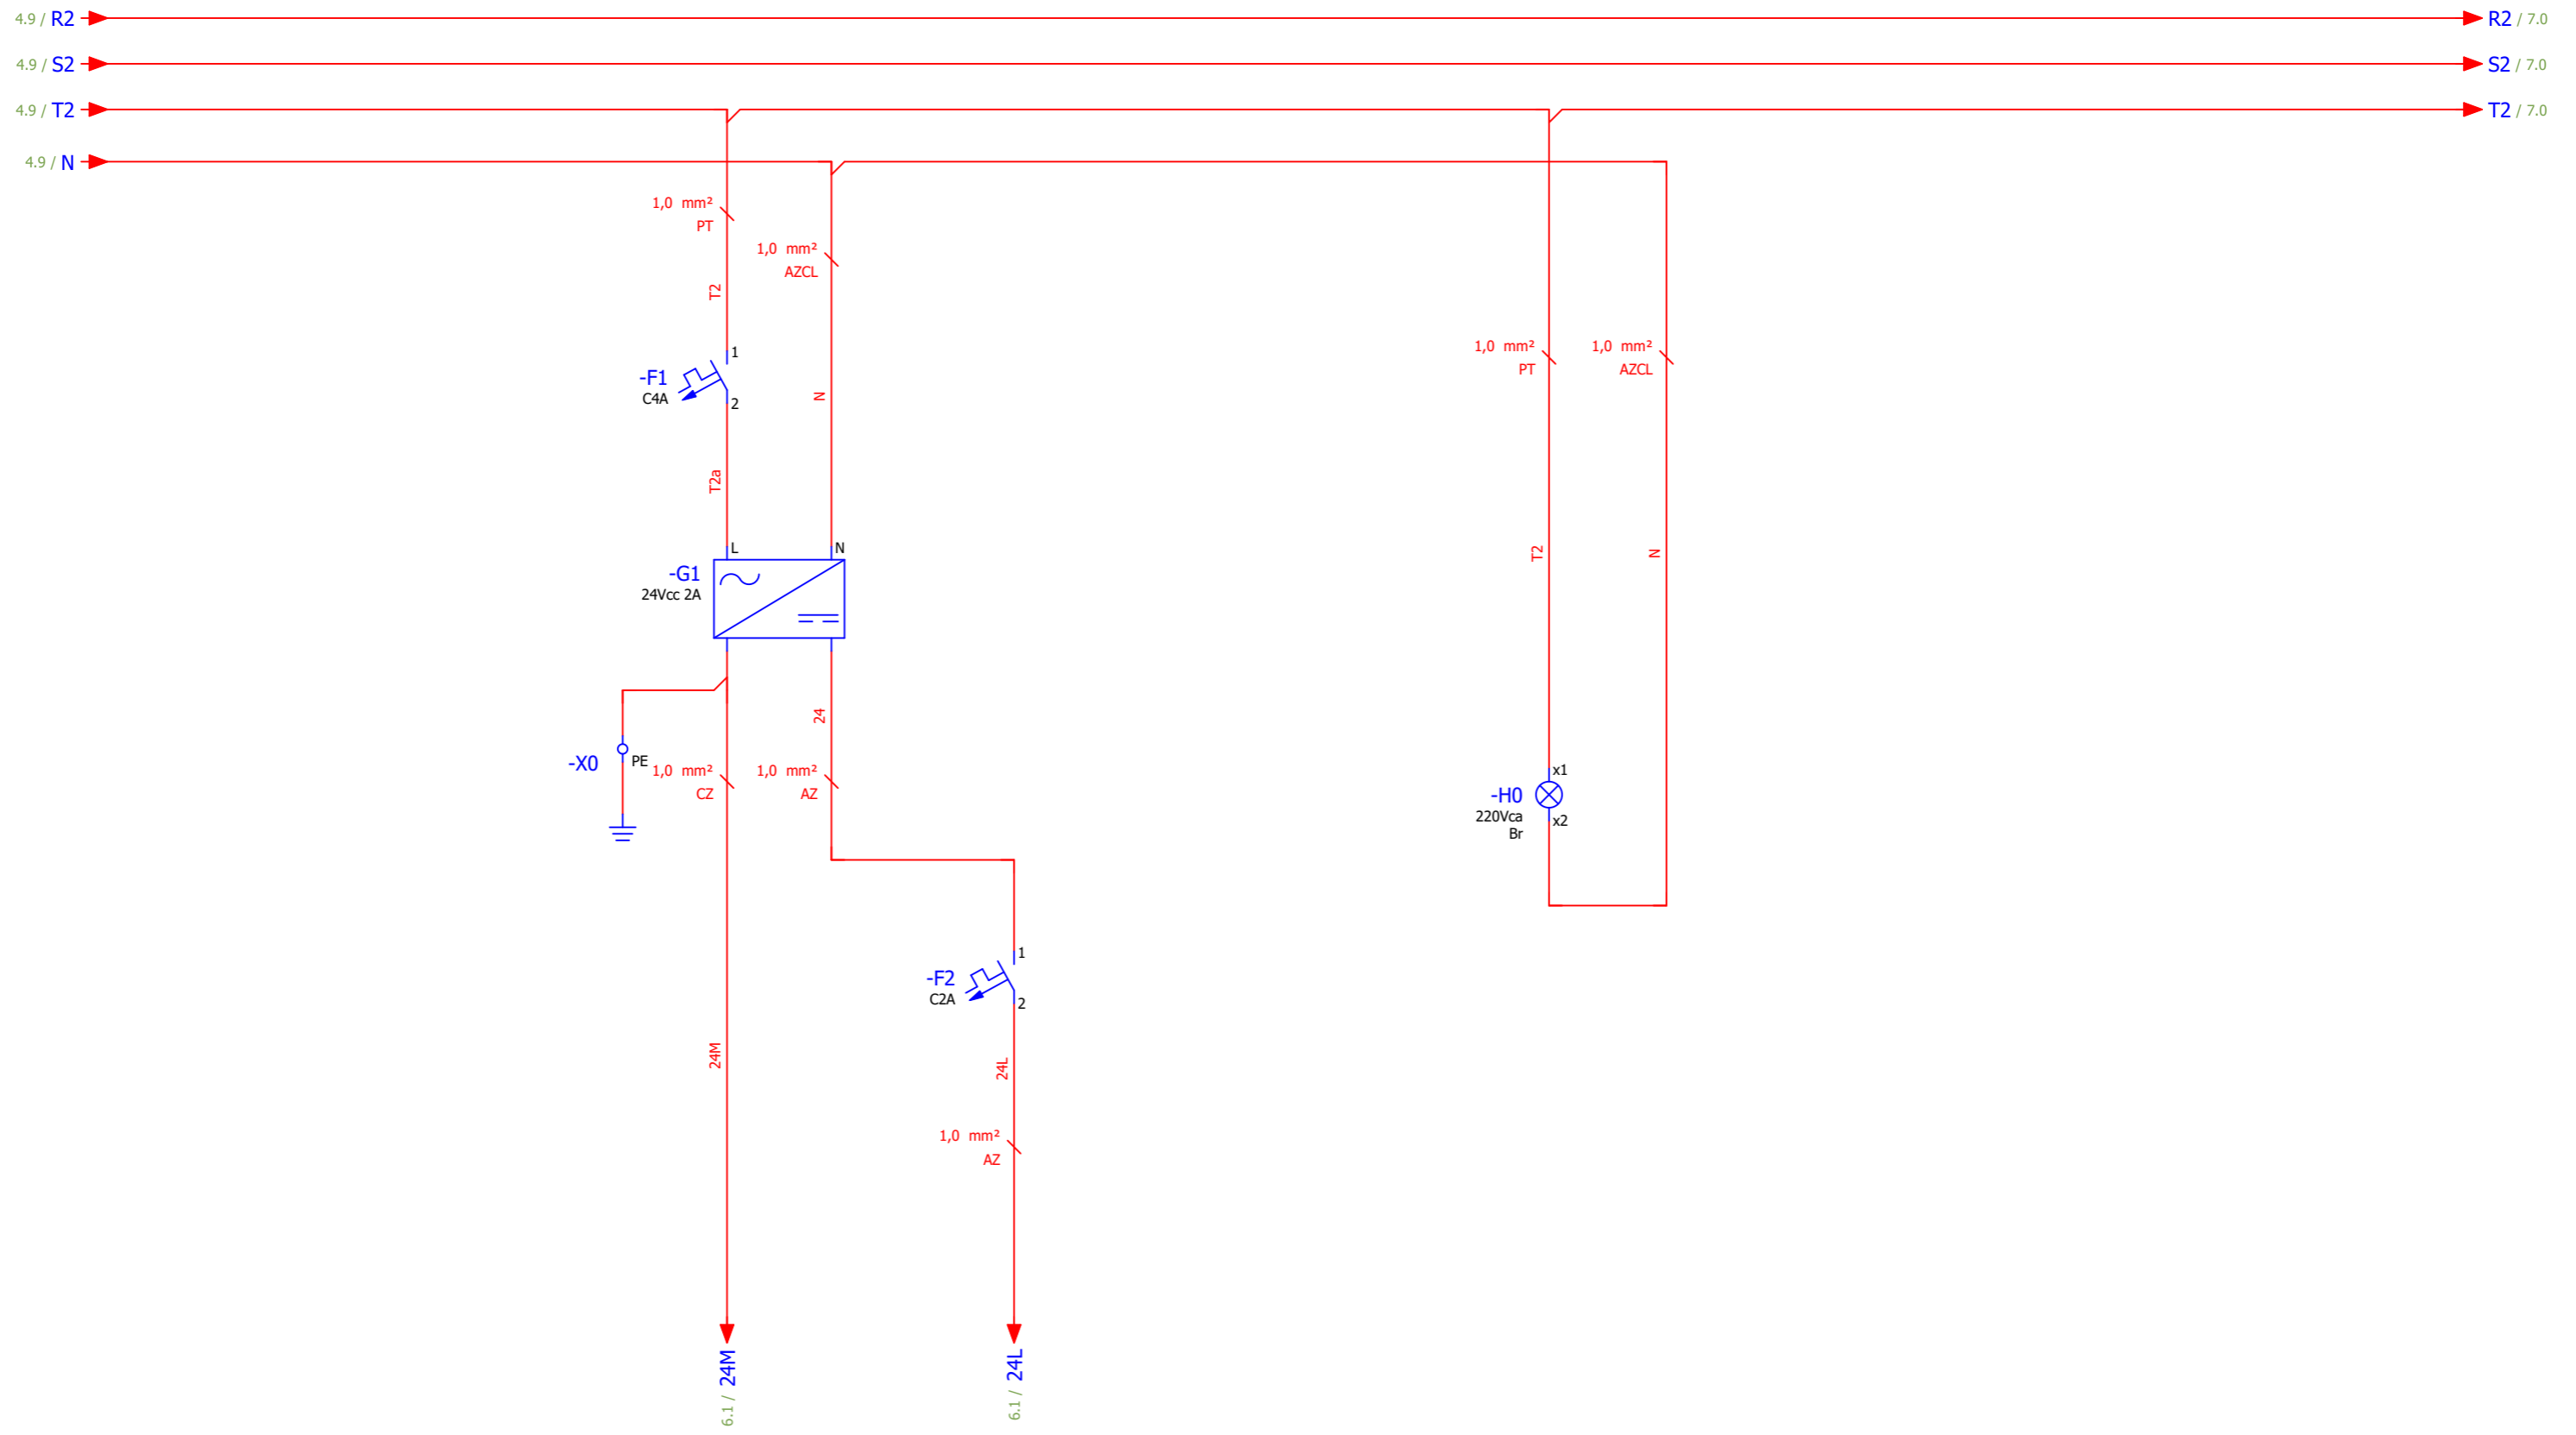 4.9 / R2
R2 / 7.0
4.9 / S2
S2 / 7.0
4.9 / T2
T2 / 7.0
4.9 / N
1,0 mm²
PT
1,0 mm²
AZCL
T2
1
-F1
C4A
2
N
T2a
L
N
-G1
24Vcc 2A
1,0 mm²
PT
1,0 mm²
AZCL
T2
N
24
-X0
PE
1,0 mm²
CZ
1,0 mm²
AZ
x1
-H0
220Vca
Br
x2
1
-F2
C2A
2
24M
24L
1,0 mm²
AZ
6.1 / 24M
6.1 / 24L